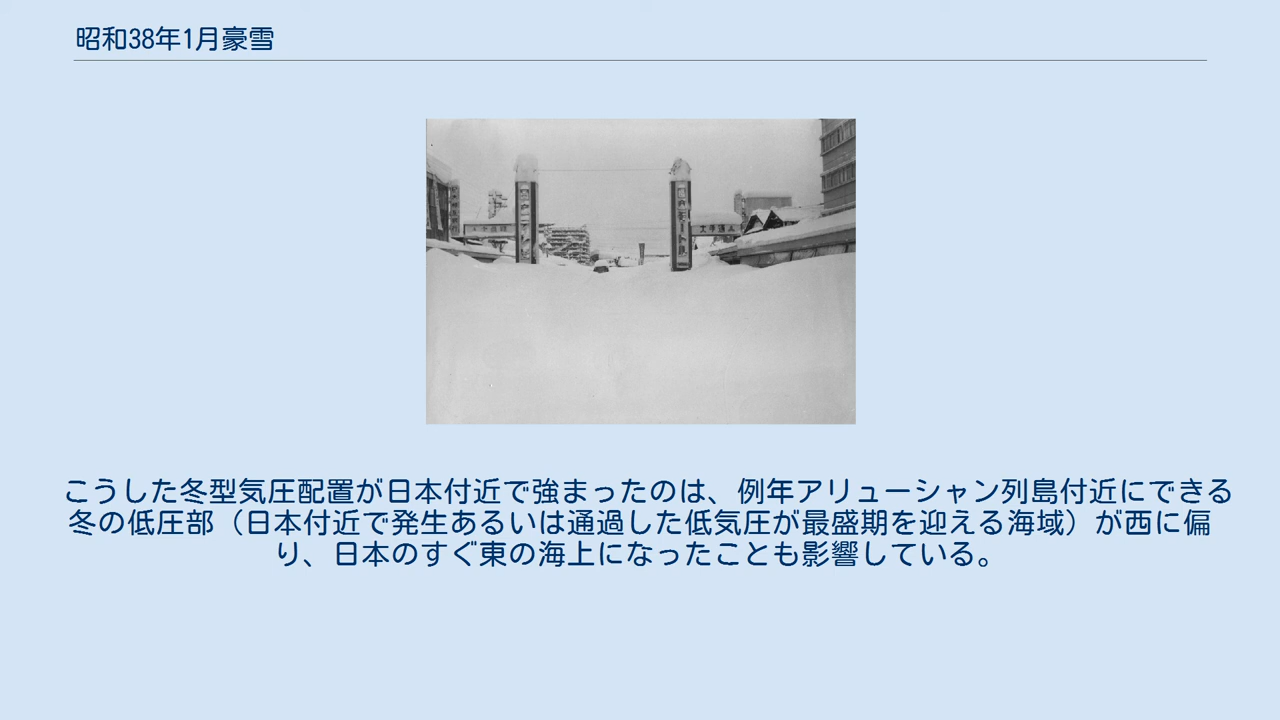 昭和38年1月豪雪
こうした冬型気圧配置が日本付近で強まったのは、例年アリューシャン列島付近にできる
冬の低圧部（日本付近で発生あるいは通過した低気圧が最盛期を迎える海域）が西に偏
り、日本のすぐ東の海上になったことも影響している。